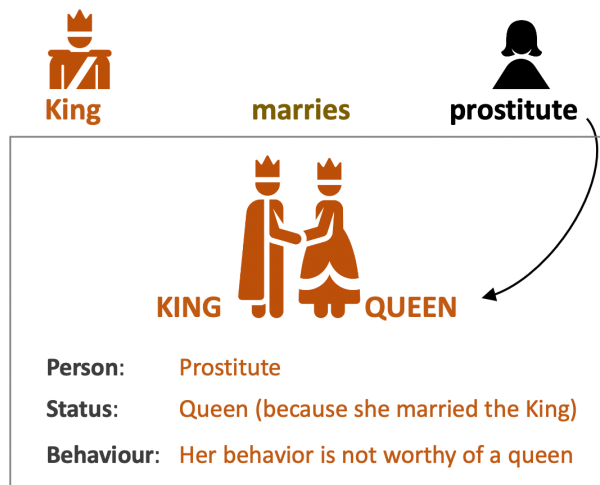 King marries prostitute
KING QUEEN
Person: Prostitute
Status: Queen (because she married the King)
Behaviour: Her behavior is not worthy of a queen